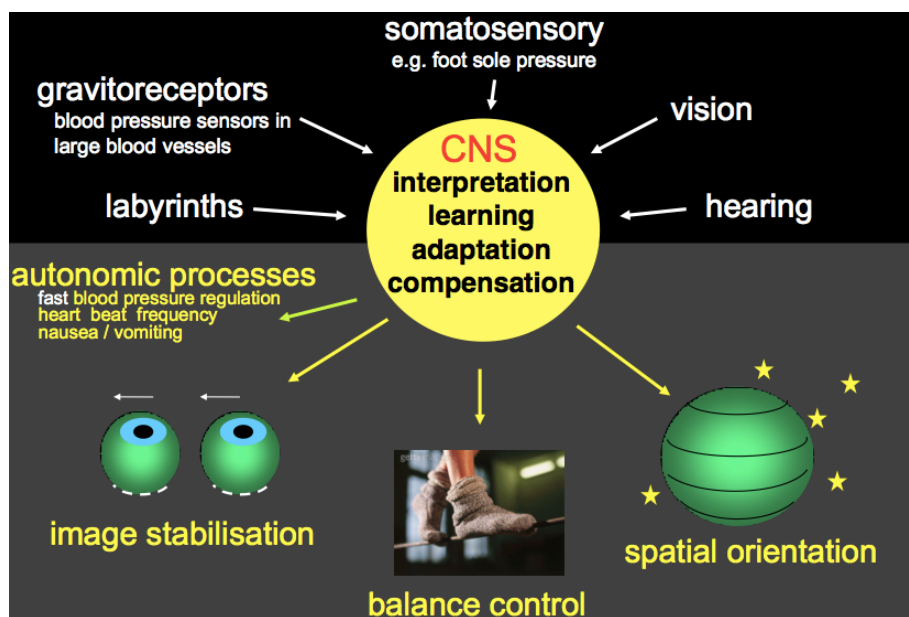 somatosensory
e.g. foot sole pressure
gravitoreceptors
blood pressure sensors in
large blood vessels
vision
CNS
interpretation
learning
adaptation
compensation
labyrinths
hearing
autonomic processes
fast blood pressure regulation
heart beat frequency
nausea / vomiting
image stabilisation
balance control
spatial orientation